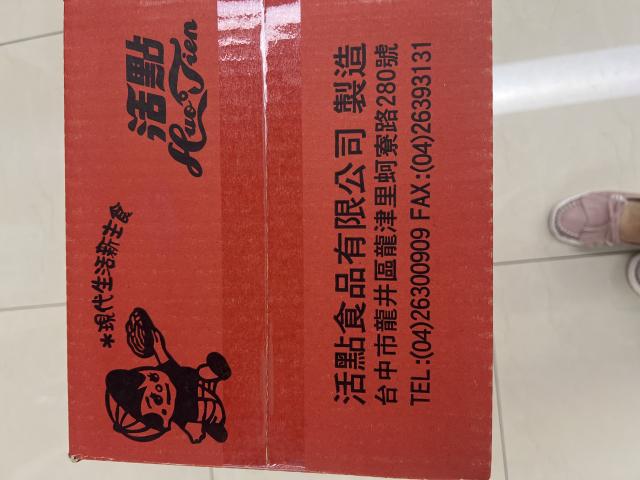 活點
Huo Tien
*現代生活新主食
活點食品有限公司 製造
台中市龍井區龍津里蚵寮路280號
TEL:(04)26300909 FAX:(04)26393131